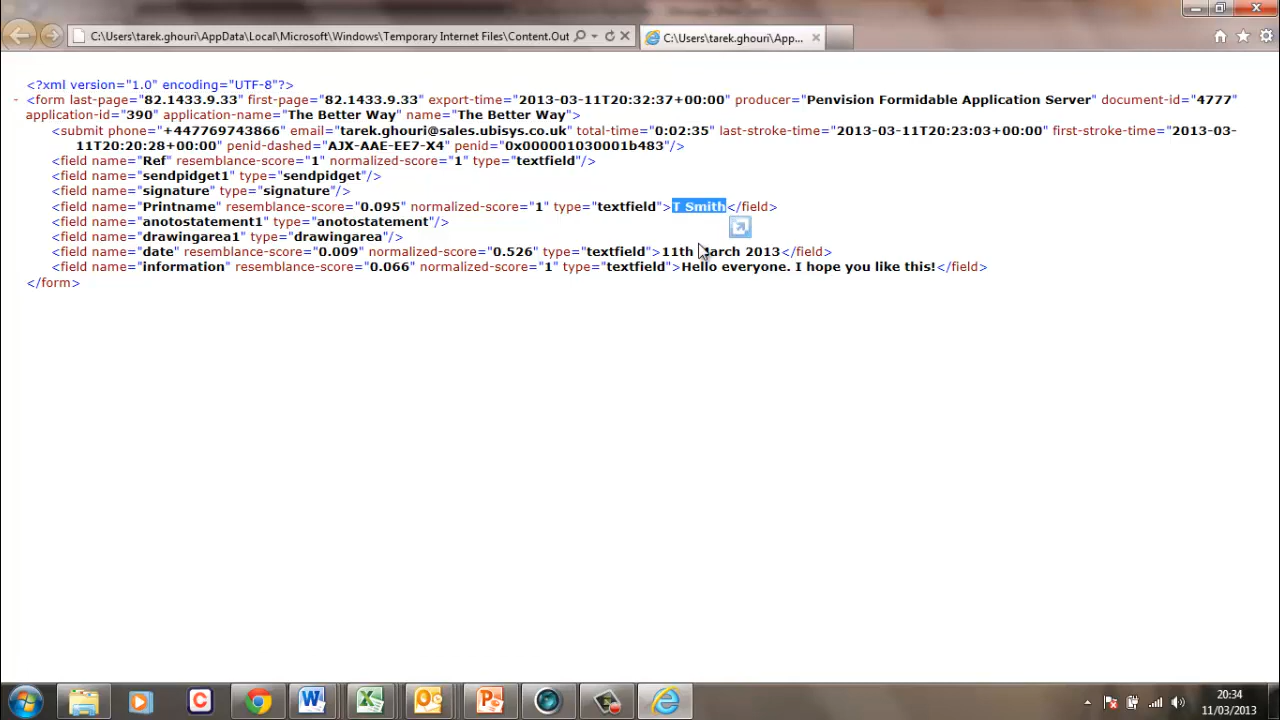 C:\Users\tarek.ghouri\AppData\Local\Microsoft\Windows\Temporary Internet Files\Content.Out
C:\Users\tarek.ghouri\App...
<?xml version="1.0" encoding="UTF-8"?>
- <form last-page="82.1433.9.33" first-page="82.1433.9.33" export-time="2013-03-11T20:32:37+00:00" producer="Penvision Formidable Application Server" document-id="4777"
application-id="390" application-name="The Better Way" name="The Better Way">
<submit phone="+447769743866" email="tarek.ghouri@sales.ubisys.co.uk" total-time="0:02:35" last-stroke-time="2013-03-11T20:23:03+00:00" first-stroke-time="2013-03-
11T20:20:28+00:00" penid-dashed="AJX-AAE-EE7-X4" penid="0x000001030001b483"/>
<field name="Ref" resemblance-score="1" normalized-score="1" type="textfield"/>
<field name="sendpidget1" type="sendpidget"/>
<field name="signature" type="signature"/>
<field name="Printname" resemblance-score="0.095" normalized-score="1" type="textfield">T Smith</field>
<field name="anotostatement1" type="anotostatement"/>
<field name="drawingarea1" type="drawingarea"/>
<field name="date" resemblance-score="0.009" normalized-score="0.526" type="textfield">11th March 2013</field>
<field name="information" resemblance-score="0.066" normalized-score="1" type="textfield">Hello everyone. I hope you like this!</field>
</form>
20:34
11/03/2013